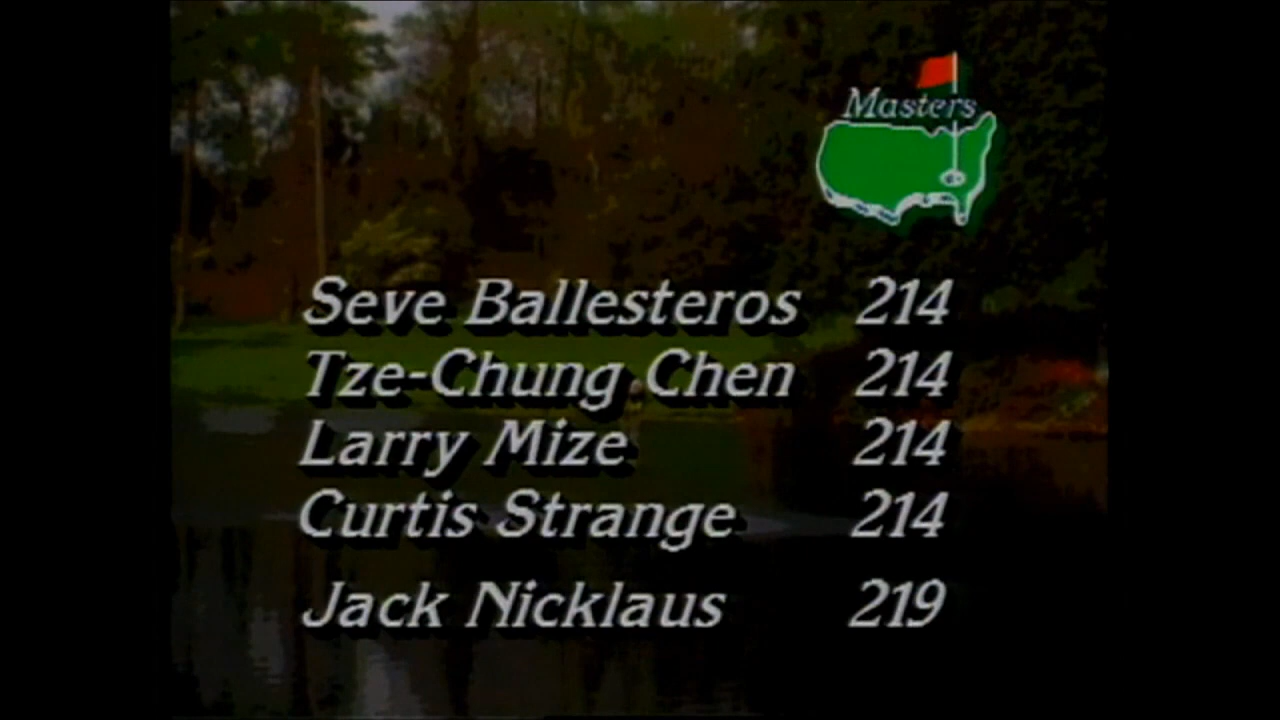 Masters
Seve Ballesteros 214
Tze-Chung Chen 214
Larry Mize 214
Curtis Strange 214
Jack Nicklaus 219